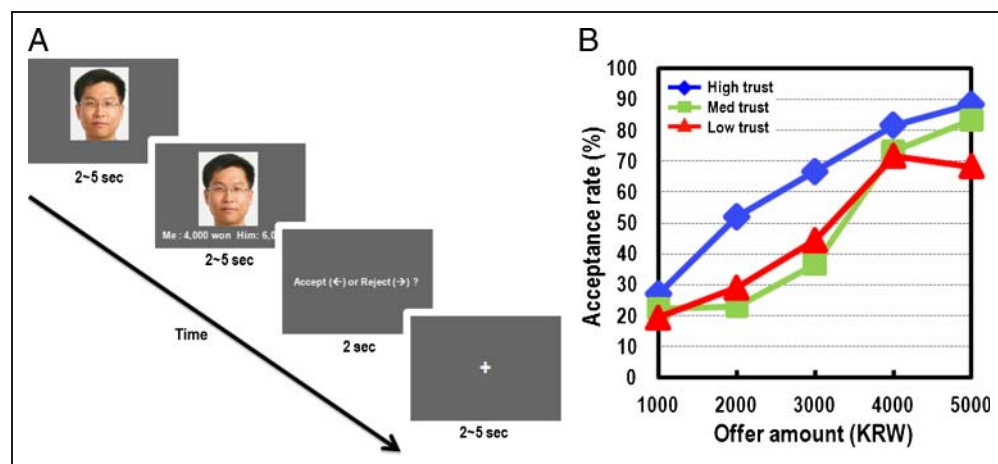 A
2~5 sec
Me : 4,000 won Him: 6,0
2~5 sec
Accept (←) or Reject (→) ?
2 sec
+
2~5 sec
Time
B
High trust
Med trust
Low trust
Acceptance rate (%)
100
90
80
70
60
50
40
30
20
10
0
1000 2000 3000 4000 5000
Offer amount (KRW)